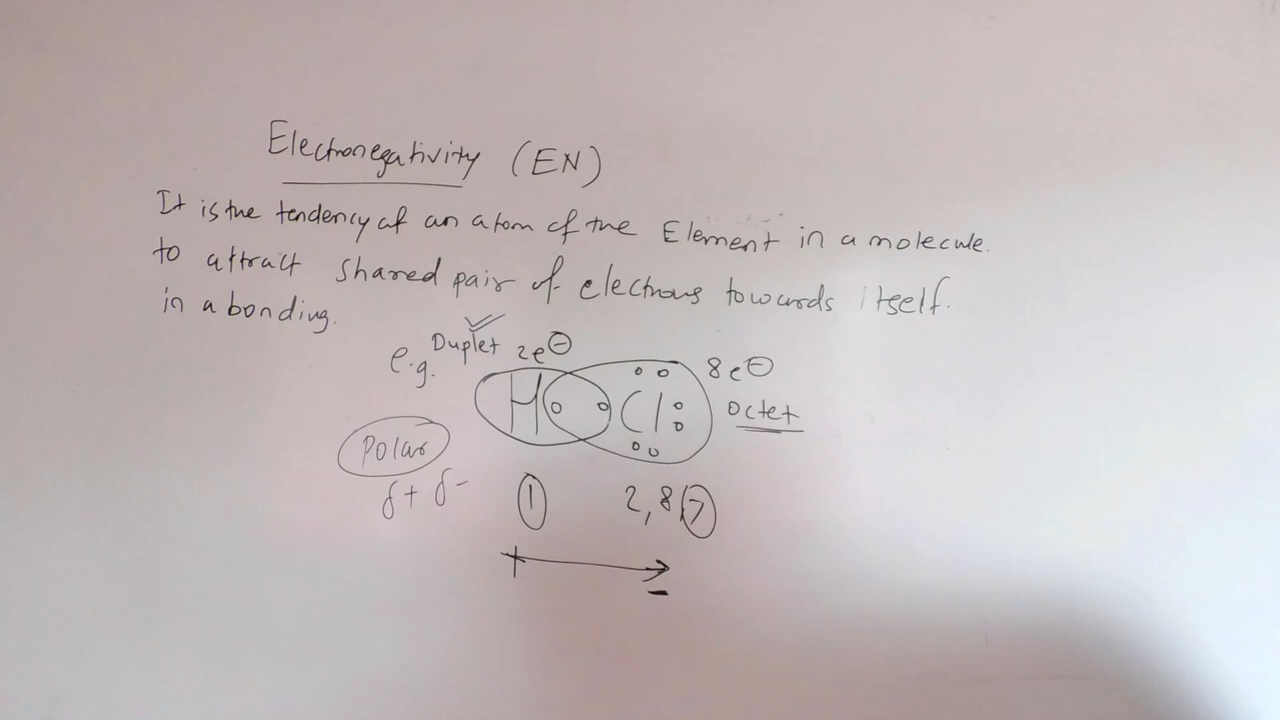 Electronegativity (EN)
It is the tendency of an atom of the Element in a molecule.
to attract shared pair of electrons towards itself.
in a bonding.
e.g. Duplet 2e⊖
8e⊖
H Cl
Octet
Polar
δ+ δ-
1 2,8,7
+ -